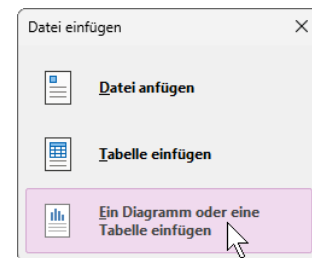 Datei einfügen
Datei anfügen
Tabelle einfügen
Ein Diagramm oder eine
Tabelle einfügen